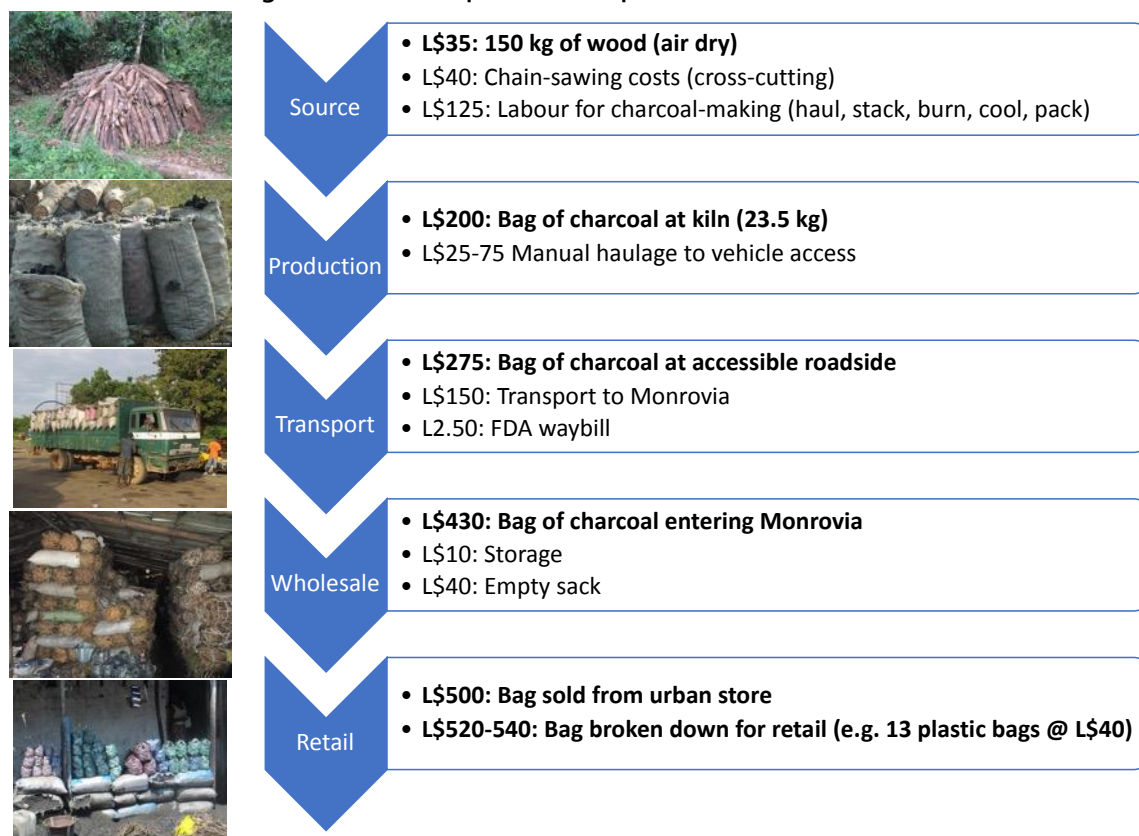 Source
• L$35: 150 kg of wood (air dry)
• L$40: Chain-sawing costs (cross-cutting)
• L$125: Labour for charcoal-making (haul, stack, burn, cool, pack)
Production
• L$200: Bag of charcoal at kiln (23.5 kg)
• L$25-75 Manual haulage to vehicle access
Transport
• L$275: Bag of charcoal at accessible roadside
• L$150: Transport to Monrovia
• L2.50: FDA waybill
Wholesale
• L$430: Bag of charcoal entering Monrovia
• L$10: Storage
• L$40: Empty sack
Retail
• L$500: Bag sold from urban store
• L$520-540: Bag broken down for retail (e.g. 13 plastic bags @ L$40)